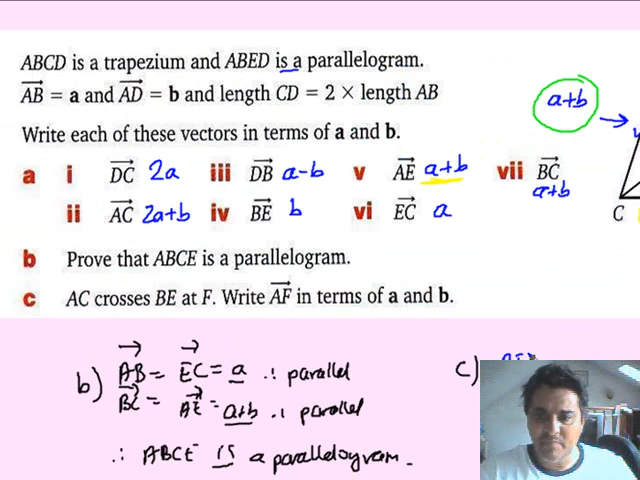 ABCD is a trapezium and ABED is a parallelogram.
AB = a and AD = b and length CD = 2 × length AB
a+b
Write each of these vectors in terms of a and b.
a i DC 2a iii DB a-b v AE a+b vii BC a+b
ii AC 2a+b iv BE b vi EC a
C
b Prove that ABCE is a parallelogram.
c AC crosses BE at F. Write AF in terms of a and b.
b) AB = EC = a ∴ parallel
BC = AE = a+b ∴ parallel
∴ ABCE is a parallelogram.
c)